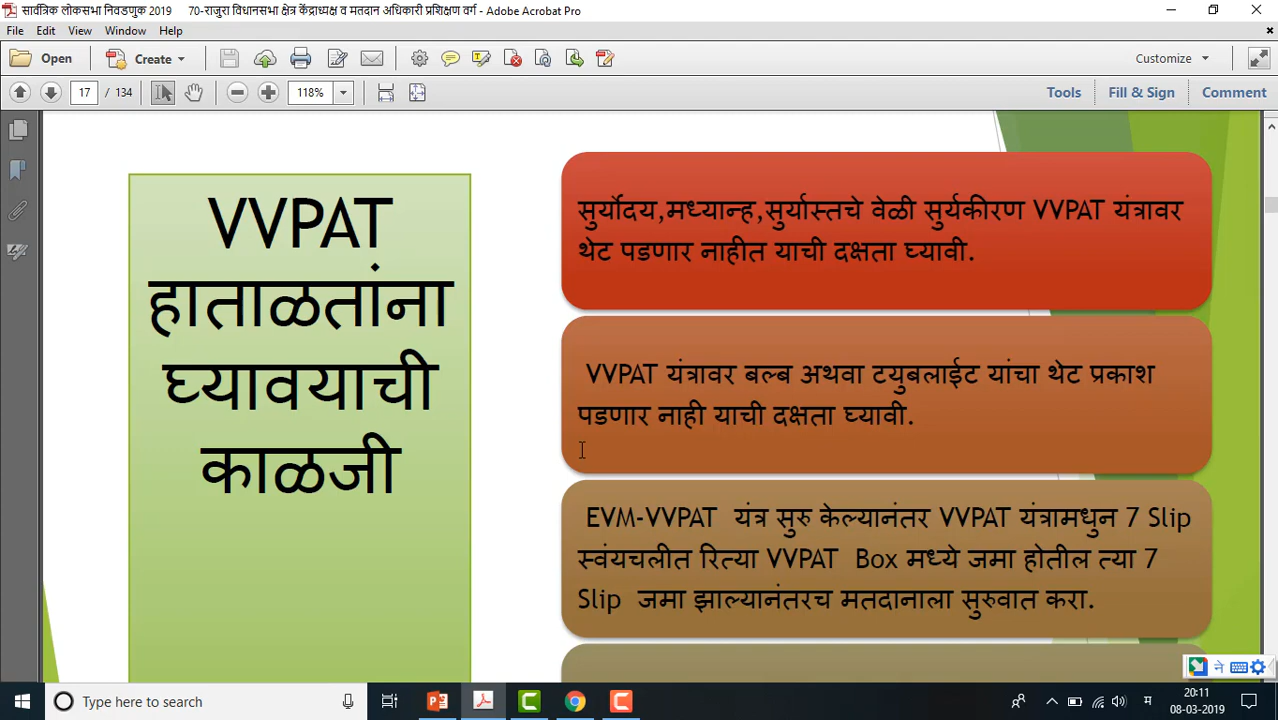 सार्वत्रिक लोकसभा निवडणुक 2019 70-राजुरा विधानसभा क्षेत्र केंद्राध्यक्ष व मतदान अधिकारी प्रशिक्षण वर्ग - Adobe Acrobat Pro
File Edit View Window Help
Open Create Customize
17 / 134 118% Tools Fill & Sign Comment
VVPAT
हाताळतांना
घ्यावयाची
काळजी
सुर्योदय,मध्यान्ह,सुर्यास्तचे वेळी सुर्यकीरण VVPAT यंत्रावर
थेट पडणार नाहीत याची दक्षता घ्यावी.
VVPAT यंत्रावर बल्ब अथवा टयुबलाईट यांचा थेट प्रकाश
पडणार नाही याची दक्षता घ्यावी.
EVM-VVPAT यंत्र सुरु केल्यानंतर VVPAT यंत्रामधुन 7 Slip
स्वंयचलीत रित्या VVPAT Box मध्ये जमा होतील त्या 7
Slip जमा झाल्यानंतरच मतदानाला सुरुवात करा.
ने
Type here to search
म
20:11
08-03-2019